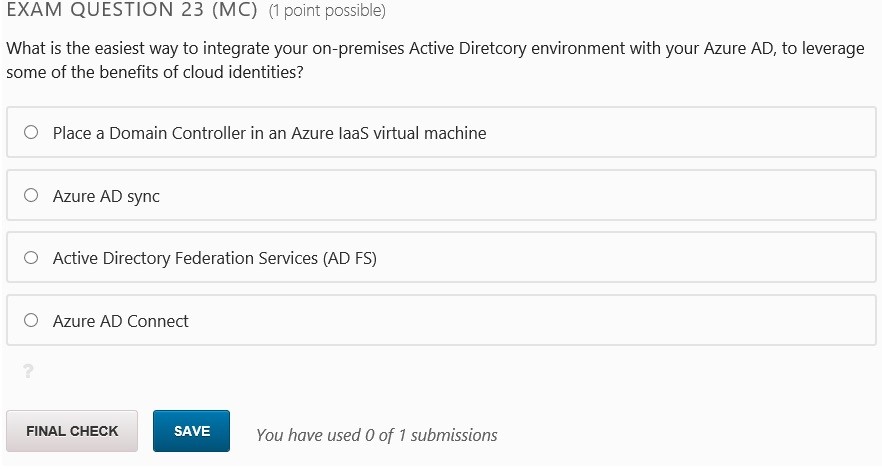 EXAM QUESTION 23 (MC) (1 point possible)
What is the easiest way to integrate your on-premises Active Diretcory environment with your Azure AD, to leverage
some of the benefits of cloud identities?
Place a Domain Controller in an Azure IaaS virtual machine
Azure AD sync
Active Directory Federation Services (AD FS)
Azure AD Connect
?
FINAL CHECK SAVE You have used 0 of 1 submissions